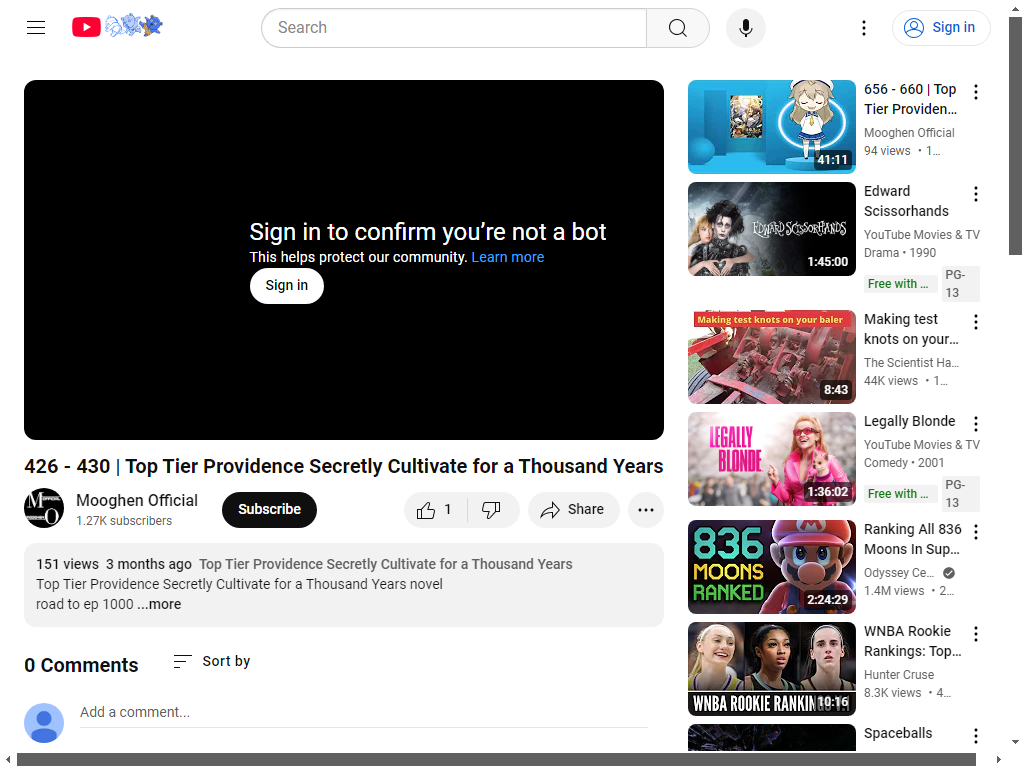 Search
Sign in
Sign in to confirm you’re not a bot
This helps protect our community. Learn more
Sign in
426 - 430 | Top Tier Providence Secretly Cultivate for a Thousand Years
Mooghen Official
1.27K subscribers
Subscribe
1
Share
151 views 3 months ago Top Tier Providence Secretly Cultivate for a Thousand Years
Top Tier Providence Secretly Cultivate for a Thousand Years novel
road to ep 1000 ...more
0 Comments
Sort by
Add a comment...
41:11
656 - 660 | Top
Tier Providen...
Mooghen Official
94 views • 1...
EDWARD SCISSORHANDS
1:45:00
Edward
Scissorhands
YouTube Movies & TV
Drama • 1990
Free with ...
PG-
13
Making test knots on your baler
8:43
Making test
knots on your...
The Scientist Ha...
44K views • 1...
LEGALLY
BLONDE
1:36:02
Legally Blonde
YouTube Movies & TV
Comedy • 2001
Free with ...
PG-
13
836
MOONS
RANKED
2:24:29
Ranking All 836
Moons In Sup...
Odyssey Ce...
1.4M views • 2...
WNBA ROOKIE
10:16
WNBA Rookie
Rankings: Top...
Hunter Cruse
8.3K views • 4...
Spaceballs